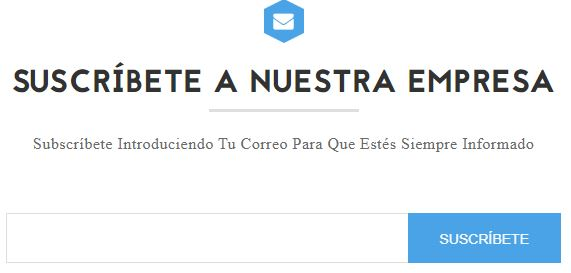 SUSCRÍBETE A NUESTRA EMPRESA
Subscríbete Introduciendo Tu Correo Para Que Estés Siempre Informado
SUSCRÍBETE